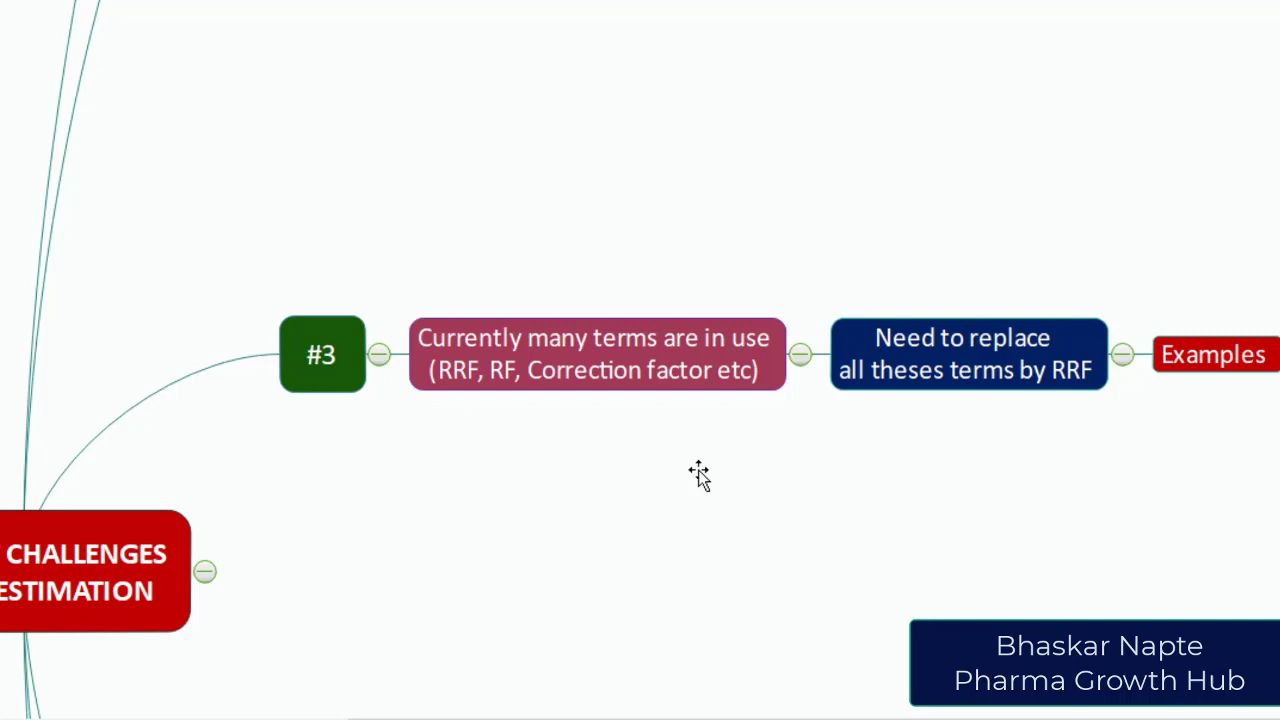 #3
Currently many terms are in use
(RRF, RF, Correction factor etc)
Need to replace
all theses terms by RRF
Examples
CHALLENGES
ESTIMATION
Bhaskar Napte
Pharma Growth Hub